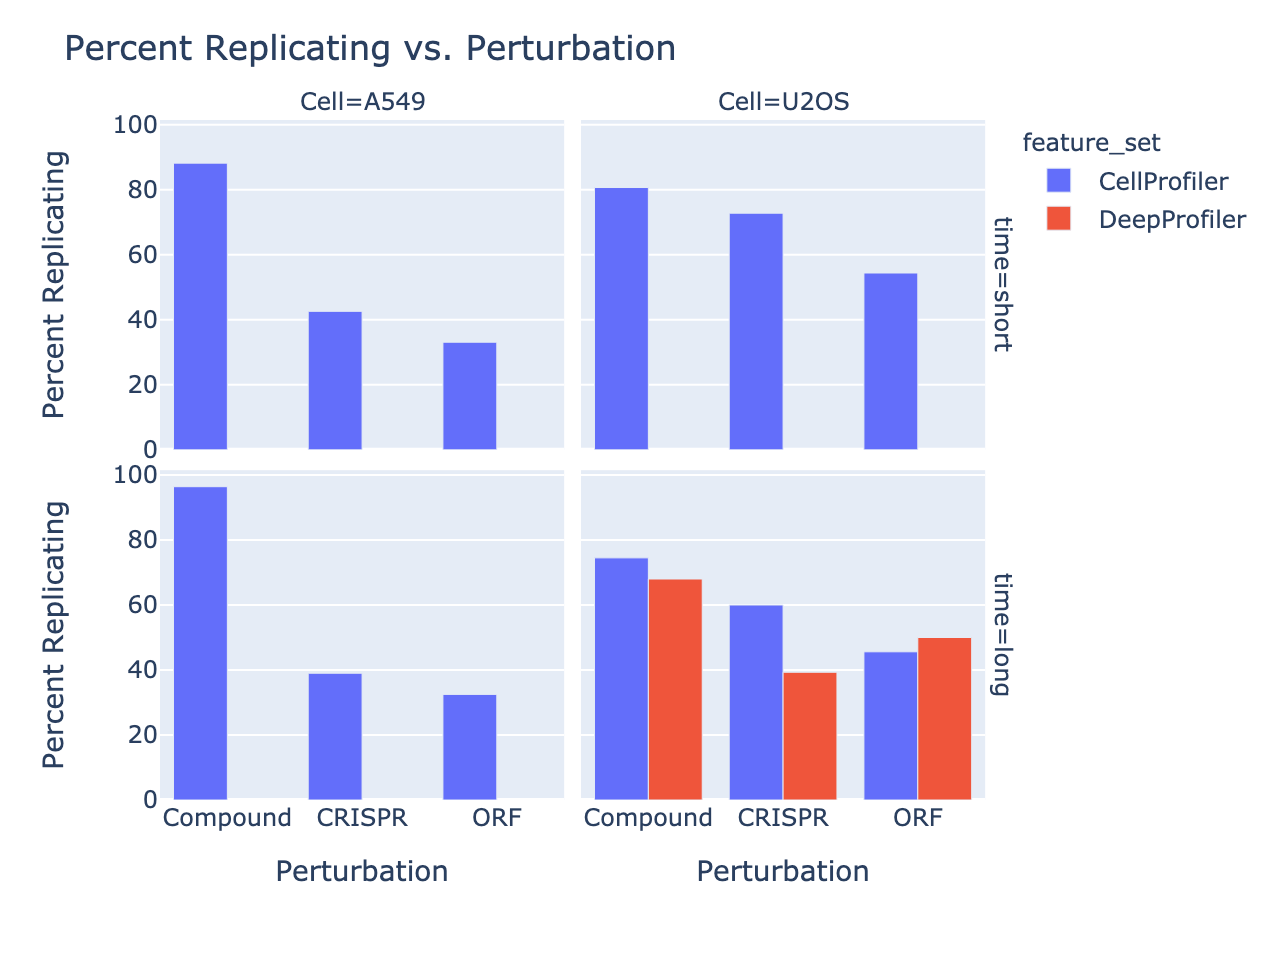 Percent Replicating vs. Perturbation
Cell=A549
Cell=U2OS
feature_set
CellProfiler
DeepProfiler
Percent Replicating
100
80
60
40
20
0
time=short
Percent Replicating
100
80
60
40
20
0
time=long
Compound CRISPR ORF
Compound CRISPR ORF
Perturbation
Perturbation